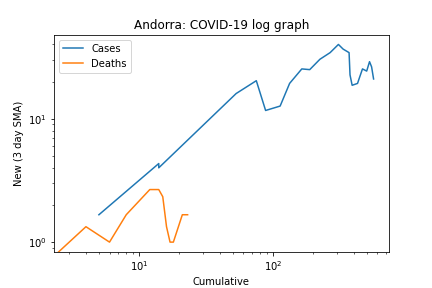 Andorra: COVID-19 log graph
Cases
Deaths
New (3 day SMA)
10¹
10⁰
10¹
10²
Cumulative